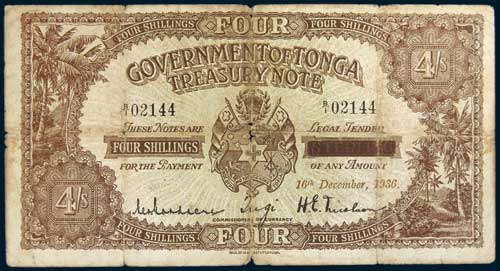 FOUR
FOUR SHILLINGS FOUR SHILLINGS
GOVERNMENT OF TONGA
TREASURY NOTE
4/s 4/s
B/1 02144 B/1 02144
THESE NOTES ARE LEGAL TENDER
FOUR SHILLINGS
FOR THE PAYMENT OF ANY AMOUNT
16th December, 1936.
Tugi
COMMISSIONERS OF CURRENCY.
4/s
FOUR SHILLINGS FOUR SHILLINGS
FOUR